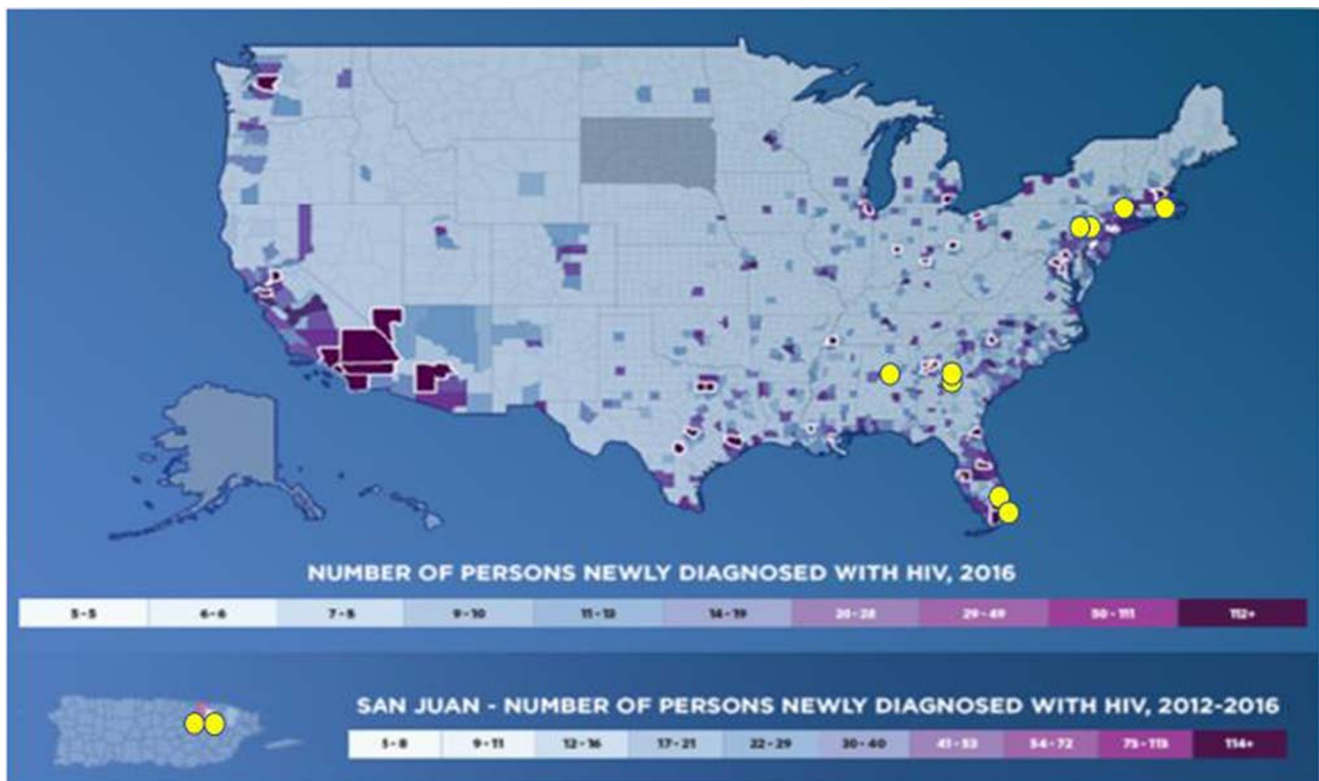 NUMBER OF PERSONS NEWLY DIAGNOSED WITH HIV, 2016
5-5 6-6 7-8 9-10 11-13 14-19 20-28 29-49 50-111 112+
SAN JUAN - NUMBER OF PERSONS NEWLY DIAGNOSED WITH HIV, 2012-2016
5-8 9-11 12-16 17-21 22-29 30-40 41-53 54-72 73-113 114+